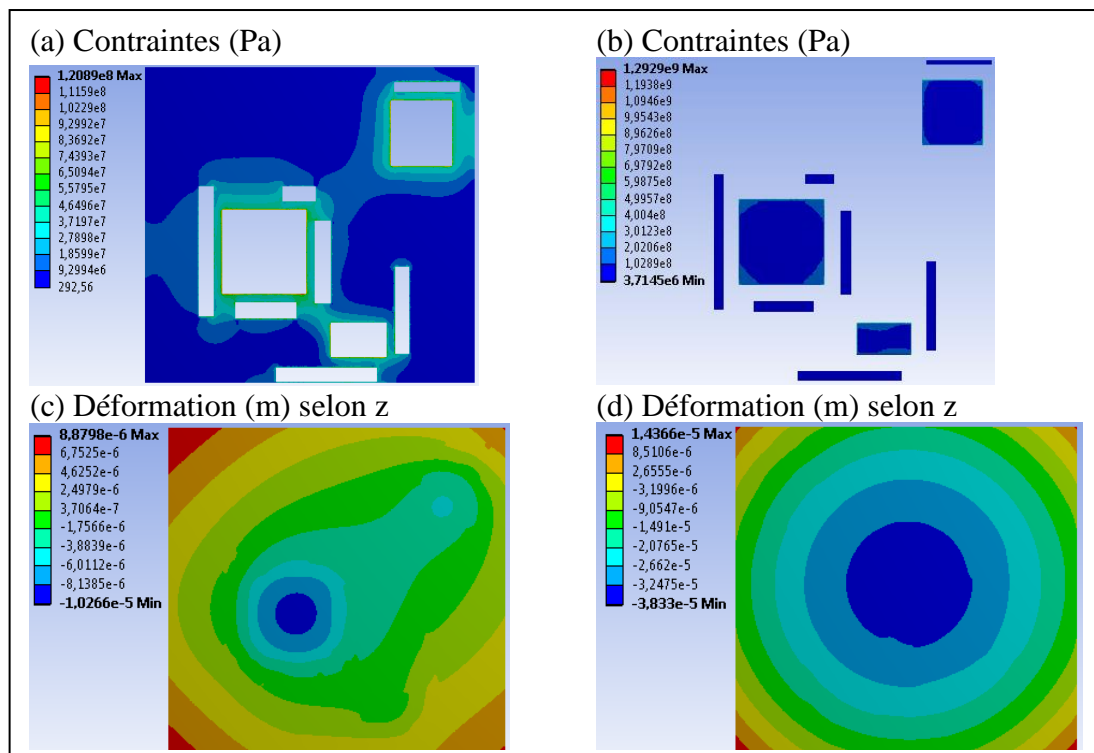 (a) Contraintes (Pa)
1,2089e8 Max
1,1159e8
1,0229e8
9,2992e7
8,3692e7
7,4393e7
6,5094e7
5,5795e7
4,6496e7
3,7197e7
2,7898e7
1,8599e7
9,2994e6
292,56
(b) Contraintes (Pa)
1,2929e9 Max
1,1938e9
1,0946e9
9,9543e8
8,9626e8
7,9709e8
6,9792e8
5,9875e8
4,9957e8
4,004e8
3,0123e8
2,0206e8
1,0289e8
3,7145e6 Min
(c) Déformation (m) selon z
8,8798e-6 Max
6,7525e-6
4,6252e-6
2,4979e-6
3,7064e-7
-1,7566e-6
-3,8839e-6
-6,0112e-6
-8,1385e-6
-1,0266e-5 Min
(d) Déformation (m) selon z
1,4366e-5 Max
8,5106e-6
2,6555e-6
-3,1996e-6
-9,0547e-6
-1,491e-5
-2,0765e-5
-2,662e-5
-3,2475e-5
-3,833e-5 Min